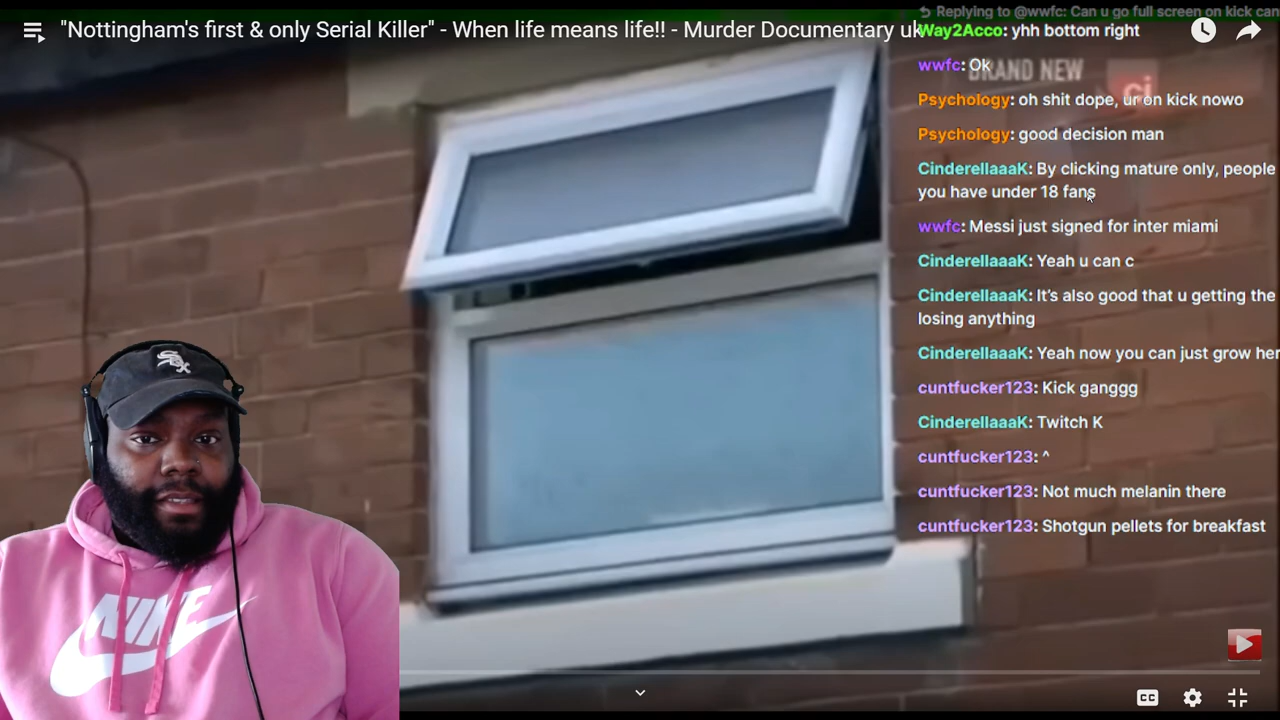 Replying to @wwfc: Can u go full screen on kick can
"Nottingham's first & only Serial Killer" - When life means life!! - Murder Documentary uk
Way2Acco: yhh bottom right
wwfc: Ok
BRAND NEW
ci
Psychology: oh shit dope, ur on kick nowo
Psychology: good decision man
CinderellaaaK: By clicking mature only, people
you have under 18 fans
wwfc: Messi just signed for inter miami
CinderellaaaK: Yeah u can c
CinderellaaaK: It's also good that u getting the
losing anything
CinderellaaaK: Yeah now you can just grow her
cuntfucker123: Kick ganggg
CinderellaaaK: Twitch K
cuntfucker123: ^
cuntfucker123: Not much melanin there
cuntfucker123: Shotgun pellets for breakfast
SOX
NIKE
CC